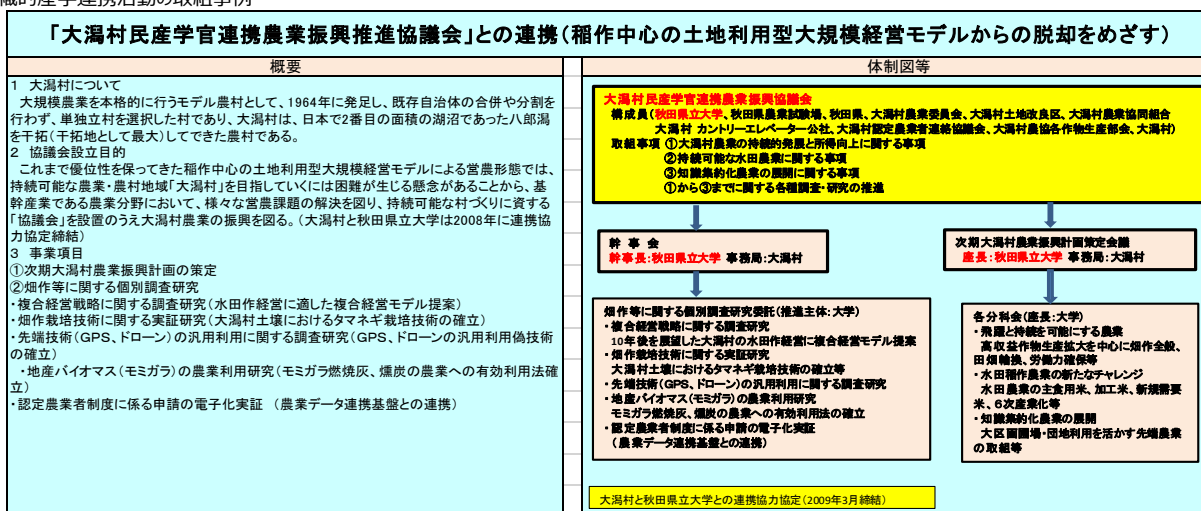 「大潟村民産学官連携農業振興推進協議会」との連携(稲作中心の土地利用型大規模経営モデルからの脱却をめざす)
概要
1 大潟村について
大規模農業を本格的に行うモデル農村として、1964年に発足し、既存自治体の合併や分割を
行わず、単独立村を選択した村であり、大潟村は、日本で2番目の面積の湖沼であった八郎潟
を干拓(干拓地として最大)してできた農村である。
2 協議会設立目的
これまで優位性を保ってきた稲作中心の土地利用型大規模経営モデルによる営農形態では、
持続可能な農業・農村地域「大潟村」を目指していくには困難が生じる懸念があることから、基
幹産業である農業分野において、様々な営農課題の解決を図り、持続可能な村づくりに資する
「協議会」を設置のうえ大潟村農業の振興を図る。(大潟村と秋田県立大学は2008年に連携協
力協定締結)
3 事業項目
①次期大潟村農業振興計画の策定
②畑作等に関する個別調査研究
・複合経営戦略に関する調査研究(水田作経営に適した複合経営モデル提案)
・畑作栽培技術に関する実証研究(大潟村土壌におけるタマネギ栽培技術の確立)
・先端技術(GPS、ドローン)の汎用利用に関する調査研究(GPS、ドローンの汎用利用偽技術
の確立)
・地産バイオマス(モミガラ)の農業利用研究(モミガラ燃焼灰、燻炭の農業への有効利用法確
立)
・認定農業者制度に係る申請の電子化実証 (農業データ連携基盤との連携)
体制図等
大潟村民産学官連携農業振興協議会
構成員(秋田県立大学、秋田県農業試験場、秋田県、大潟村農業委員会、大潟村土地改良区、大潟村農業協同組合
大潟村 カントリーエレベーター公社、大潟村認定農業者連絡協議会、大潟村農協各作物生産部会、大潟村)
取組事項 ①大潟村農業の持続的発展と所得向上に関する事項
②持続可能な水田農業に関する事項
③知識集約化農業の展開に関する事項
①から③までに関する各種調査・研究の推進
幹 事 会
幹事長:秋田県立大学 事務局:大潟村
次期大潟村農業振興計画策定会議
座長:秋田県立大学 事務局:大潟村
畑作等に関する個別調査研究委託(推進主体:大学)
・複合経営戦略に関する調査研究
10年後を展望した大潟村の水田作経営に複合経営モデル提案
・畑作栽培技術に関する実証研究
大潟村土壌におけるタマネギ栽培技術の確立等
・先端技術(GPS、ドローン)の汎用利用に関する調査研究
・地産バイオマス(モミガラ)の農業利用研究
モミガラ燃焼灰、燻炭の農業への有効利用法の確立
・認定農業者制度に係る申請の電子化実証
(農業データ連携基盤との連携)
各分科会(座長:大学)
・飛躍と持続を可能にする農業
高収益作物生産拡大を中心に畑作全般、
田畑輪換、労働力確保等
・水田稲作農業の新たなチャレンジ
水田農業の主食用米、加工米、新規需要
米、6次産業化等
・知識集約化農業の展開
大区画圃場・団地利用を活かす先端農業
の取組等
大潟村と秋田県立大学との連携協力協定(2009年3月締結)